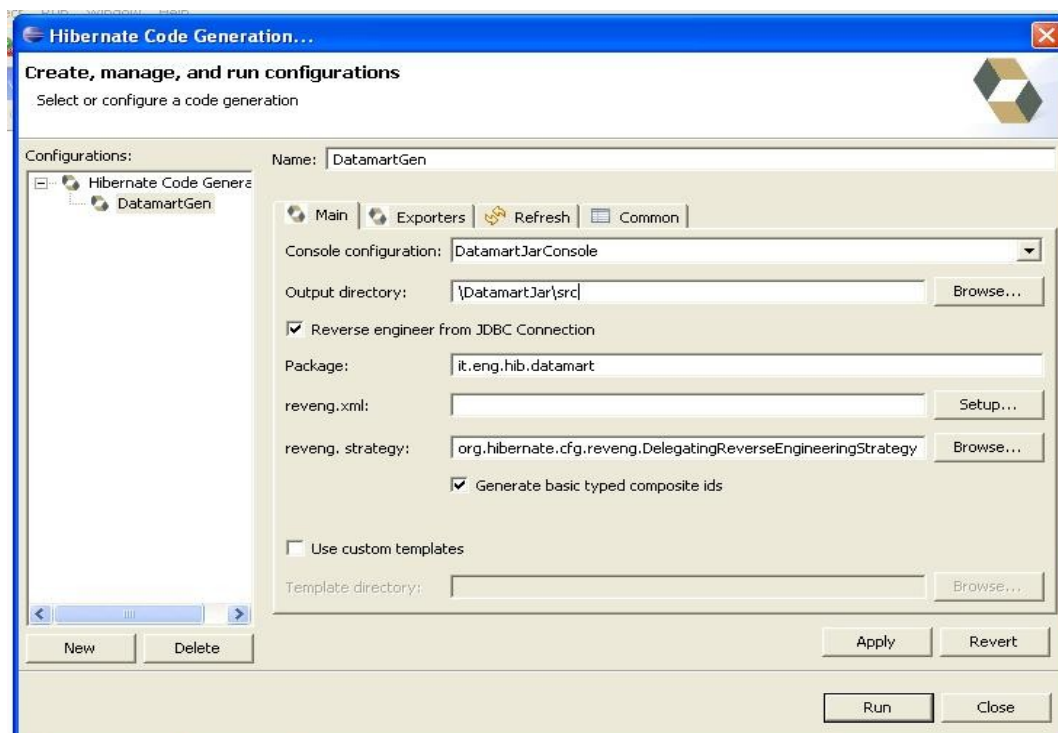 Run Window Help
Hibernate Code Generation...
Create, manage, and run configurations
Select or configure a code generation
Configurations:
Hibernate Code Genera
DatamartGen
Name: DatamartGen
Main Exporters Refresh Common
Console configuration: DatamartJarConsole
Output directory: \DatamartJar\src Browse...
Reverse engineer from JDBC Connection
Package: it.eng.hib.datamart
reveng.xml: Setup...
reveng. strategy: org.hibernate.cfg.reveng.DelegatingReverseEngineeringStrategy Browse...
Generate basic typed composite ids
Use custom templates
Template directory: Browse...
New Delete
Apply Revert
Run Close